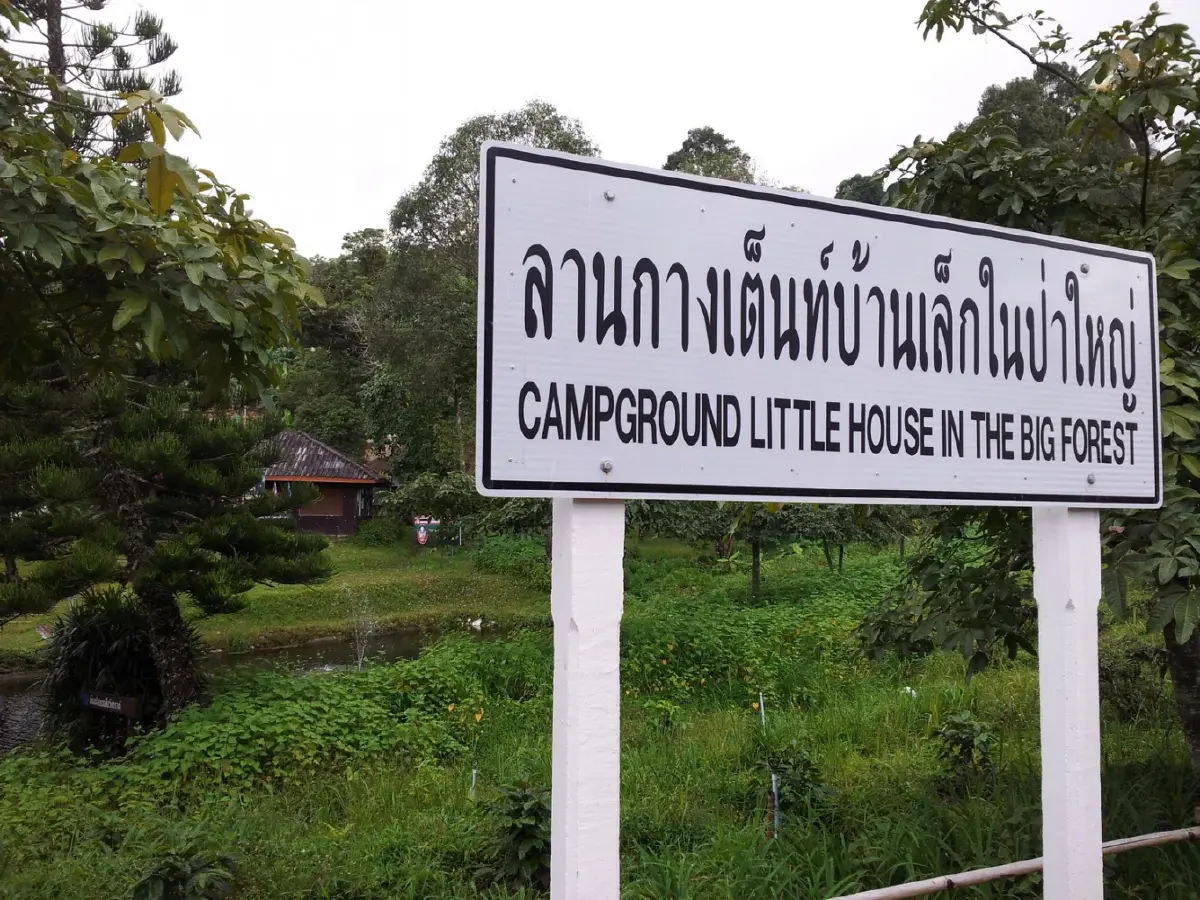 ลานกางเต็นท์บ้านเล็กในป่าใหญ่
CAMPGROUND LITTLE HOUSE IN THE BIG FOREST